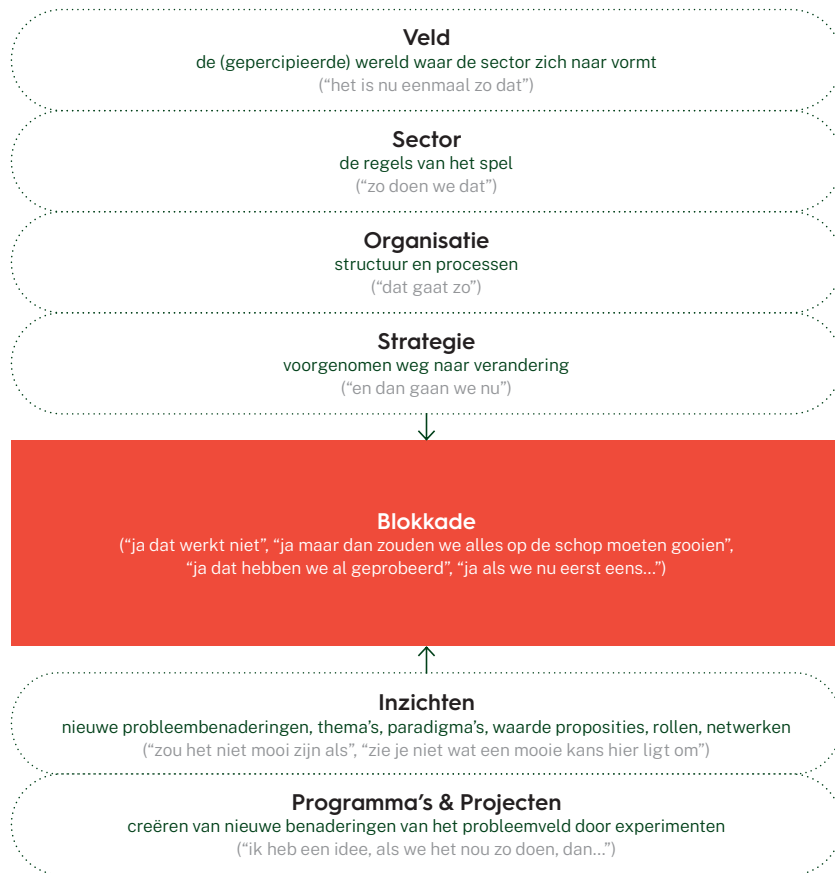 Veld
de (gepercipieerde) wereld waar de sector zich naar vormt
(“het is nu eenmaal zo dat”)
Sector
de regels van het spel
(“zo doen we dat”)
Organisatie
structuur en processen
(“dat gaat zo”)
Strategie
voorgenomen weg naar verandering
(“en dan gaan we nu”)
Blokkade
(“ja dat werkt niet”, “ja maar dan zouden we alles op de schop moeten gooien”,
“ja dat hebben we al geprobeerd”, “ja als we nu eerst eens…”)
Inzichten
nieuwe probleembenaderingen, thema’s, paradigma’s, waarde proposities, rollen, netwerken
(“zou het niet mooi zijn als”, “zie je niet wat een mooie kans hier ligt om”)
Programma’s & Projecten
creëren van nieuwe benaderingen van het probleemveld door experimenten
(“ik heb een idee, als we het nou zo doen, dan…”)